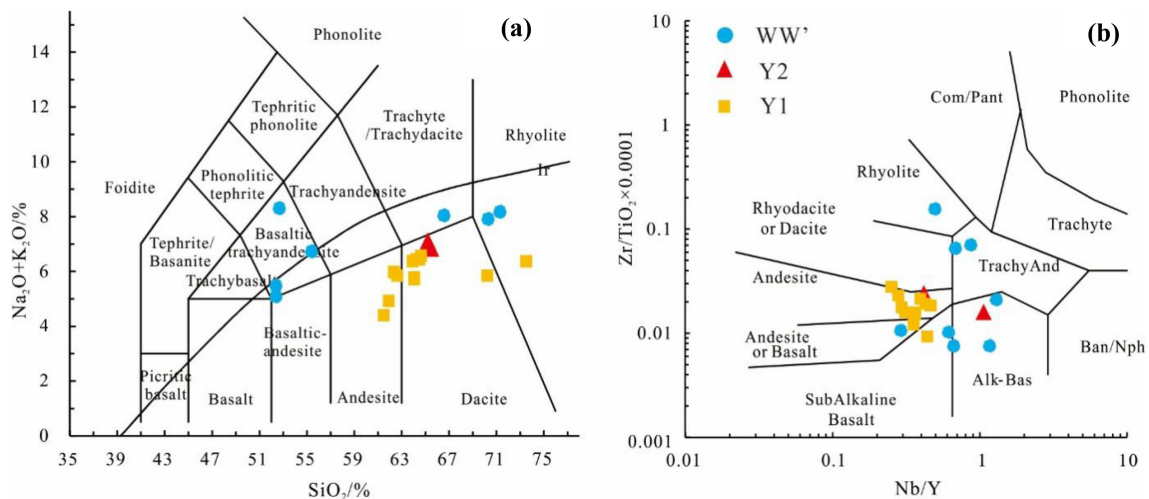 (a)
Na₂O+K₂O/%
14
12
10
8
6
4
2
0
35
39
43
47
51
55
59
63
67
71
75
SiO₂/%
Phonolite
Tephritic
phonolite
Trachyte
/Trachydacite
Rhyolite
Ir
Foidite
Phonolitic
tephrite
Trachyandensite
Tephrite/
Basanite
Basaltic
trachyandensite
Trachybasalt
Basaltic-
andesite
Picritic
basalt
Basalt
Andesite
Dacite
(b)
Zr/TiO₂×0.0001
10
1
0.1
0.01
0.001
0.01
0.1
1
10
Nb/Y
WW’
Y2
Y1
Com/Pant
Phonolite
Rhyolite
Rhyodacite
or Dacite
Trachyte
TrachyAnd
Andesite
Andesite
or Basalt
Ban/Nph
Alk-Bas
SubAlkaline
Basalt